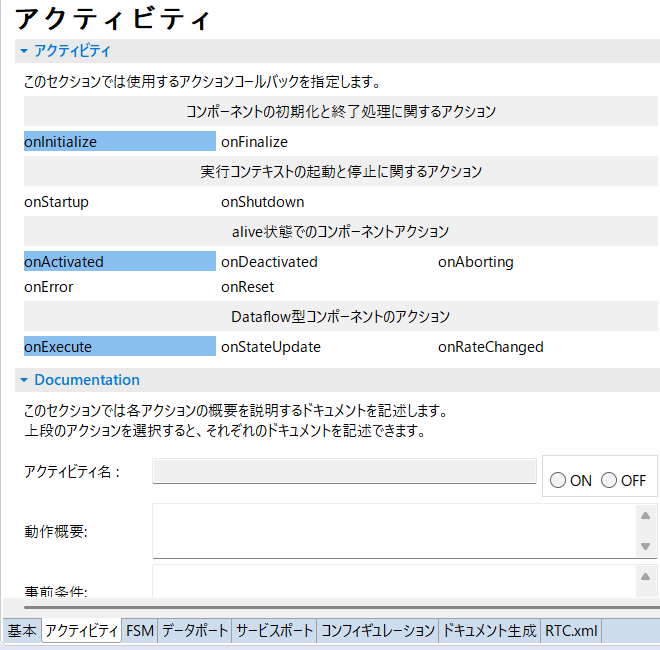 アクティビティ
アクティビティ
このセクションでは使用するアクションコールバックを指定します。
コンポーネントの初期化と終了処理に関するアクション
onInitialize onFinalize
実行コンテキストの起動と停止に関するアクション
onStartup onShutdown
alive状態でのコンポーネントアクション
onActivated onDeactivated onAborting
onError onReset
Dataflow型コンポーネントのアクション
onExecute onStateUpdate onRateChanged
Documentation
このセクションでは各アクションの概要を説明するドキュメントを記述します。
上段のアクションを選択すると、それぞれのドキュメントを記述できます。
アクティビティ名 : ON OFF
動作概要:
事前条件:
基本 アクティビティ FSM データポート サービスポート コンフィギュレーション ドキュメント生成 RTC.xml